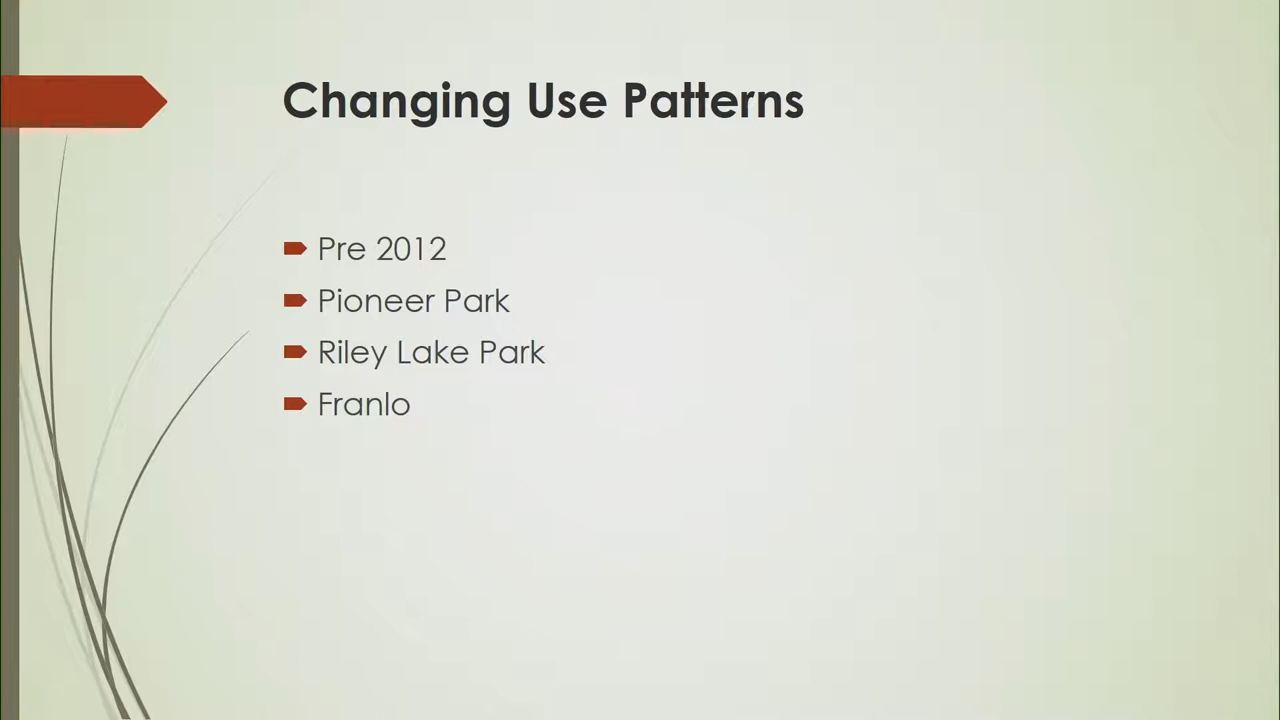 Changing Use Patterns
Pre 2012
Pioneer Park
Riley Lake Park
Franlo